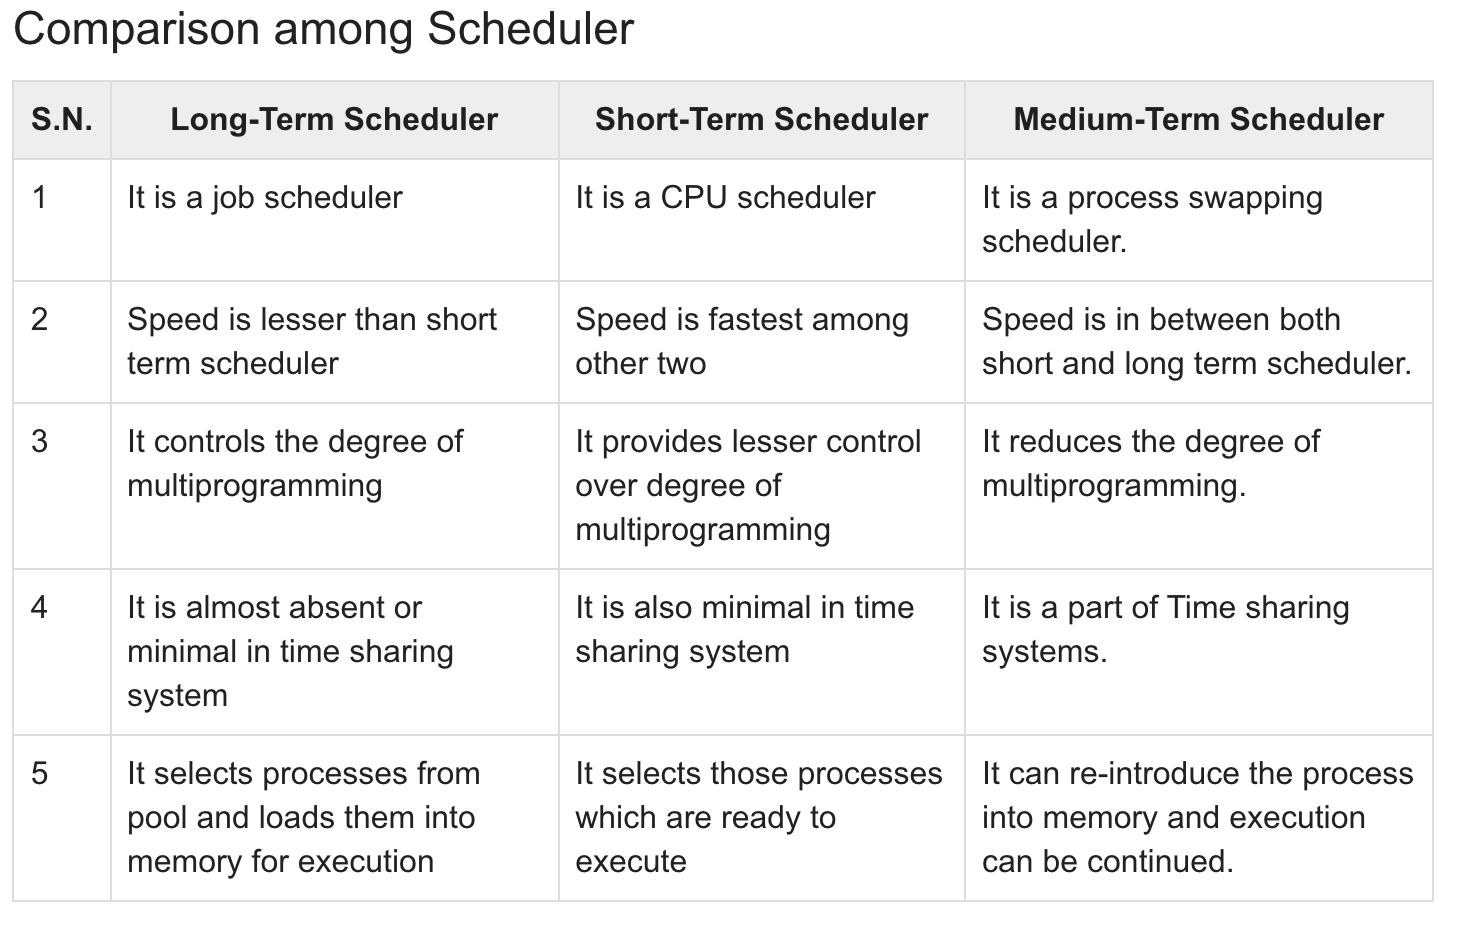 Comparison among Scheduler
S.N. Long-Term Scheduler Short-Term Scheduler Medium-Term Scheduler
1 It is a job scheduler It is a CPU scheduler It is a process swapping
scheduler.
2 Speed is lesser than short Speed is fastest among Speed is in between both
term scheduler other two short and long term scheduler.
3 It controls the degree of It provides lesser control It reduces the degree of
multiprogramming over degree of multiprogramming.
multiprogramming
4 It is almost absent or It is also minimal in time It is a part of Time sharing
minimal in time sharing sharing system systems.
system
5 It selects processes from It selects those processes It can re-introduce the process
pool and loads them into which are ready to into memory and execution
memory for execution execute can be continued.